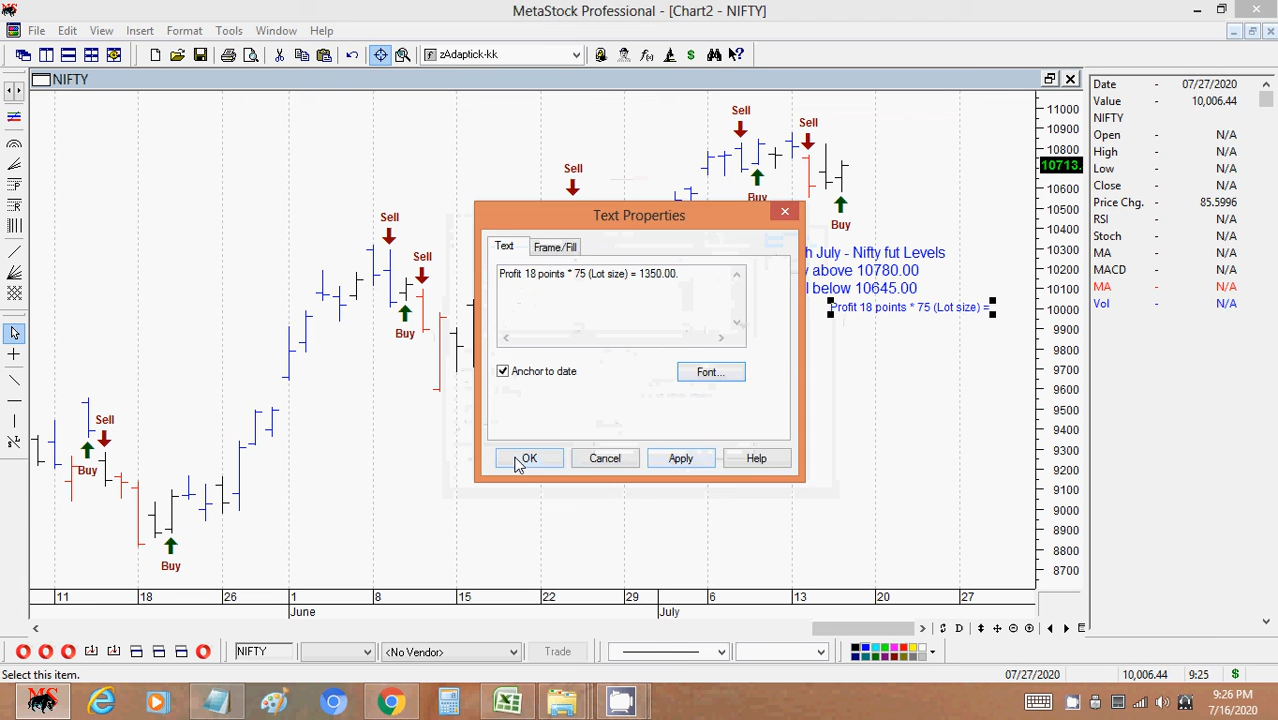 MetaStock Professional - [Chart2 - NIFTY]
File Edit View Insert Format Tools Window Help
zAdaptick-kk
NIFTY
Sell
Sell
Sell
Buy
Buy
Sell
Sell
Buy
Sell
Buy
Buy
h July - Nifty fut Levels
above 10780.00
below 10645.00
Profit 18 points * 75 (Lot size) =
Text Properties
Text Frame/Fill
Profit 18 points * 75 (Lot size) = 1350.00.
Anchor to date
Font...
OK Cancel Apply Help
11000
10900
10800
10713.
10600
10500
10400
10300
10200
10100
10000
9900
9800
9700
9600
9500
9400
9300
9200
9100
9000
8900
8800
8700
11 18 26 1 8 15 22 29 6 13 20 27
June July
Date - 07/27/2020
Value - 10,006.44
NIFTY
Open - N/A
High - N/A
Low - N/A
Close - N/A
Price Chg. - 85.5996
RSI - N/A
Stoch - N/A
MACD - N/A
MA - N/A
MA - N/A
Vol - N/A
D
NIFTY <No Vendor> Trade
Select this item. 07/27/2020 10,006.44 9:25
9:26 PM
7/16/2020